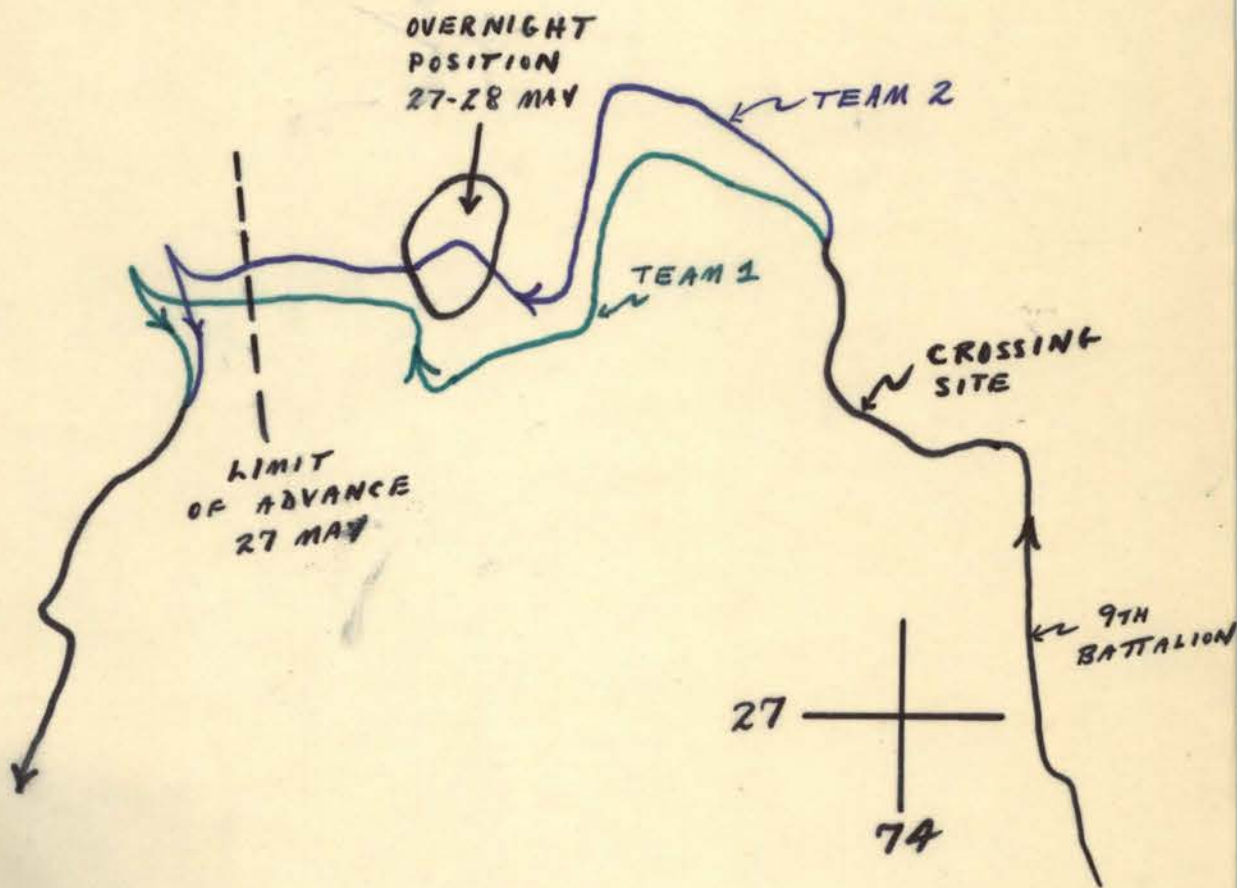 OVERNIGHT
POSITION
27-28 MAY
TEAM 2
TEAM 1
CROSSING
SITE
LIMIT
OF ADVANCE
27 MAY
9TH
BATTALION
27
74